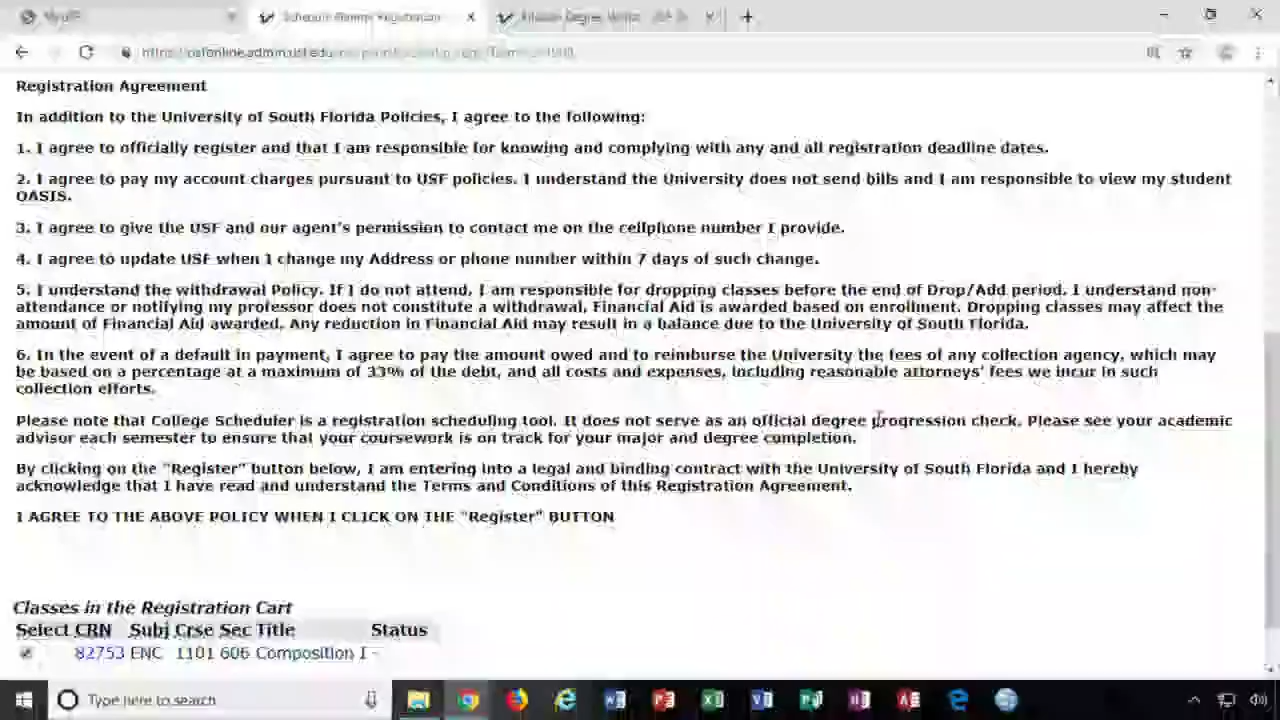 Registration Agreement
In addition to the University of South Florida Policies, I agree to the following:
1. I agree to officially register and that I am responsible for knowing and complying with any and all registration deadline dates.
2. I agree to pay my account charges pursuant to USF policies. I understand the University does not send bills and I am responsible to view my student
OASIS.
3. I agree to give the USF and our agent's permission to contact me on the cellphone number I provide.
4. I agree to update USF when I change my Address or phone number within 7 days of such change.
5. I understand the withdrawal Policy. If I do not attend, I am responsible for dropping classes before the end of Drop/Add period. I understand non-
attendance or notifying my professor does not constitute a withdrawal, Financial Aid is awarded based on enrollment. Dropping classes may affect the
amount of Financial Aid awarded. Any reduction in Financial Aid may result in a balance due to the University of South Florida.
6. In the event of a default in payment, I agree to pay the amount owed and to reimburse the University the fees of any collection agency, which may
be based on a percentage at a maximum of 33% of the debt, and all costs and expenses, including reasonable attorneys' fees we incur in such
collection efforts.
Please note that College Scheduler is a registration scheduling tool. It does not serve as an official degree progression check. Please see your academic
advisor each semester to ensure that your coursework is on track for your major and degree completion.
By clicking on the "Register" button below, I am entering into a legal and binding contract with the University of South Florida and I hereby
acknowledge that I have read and understand the Terms and Conditions of this Registration Agreement.
I AGREE TO THE ABOVE POLICY WHEN I CLICK ON THE "Register" BUTTON
Classes in the Registration Cart
Select CRN Subj Crse Sec Title Status
82753 ENC 1101 606 Composition I -
Type here to search